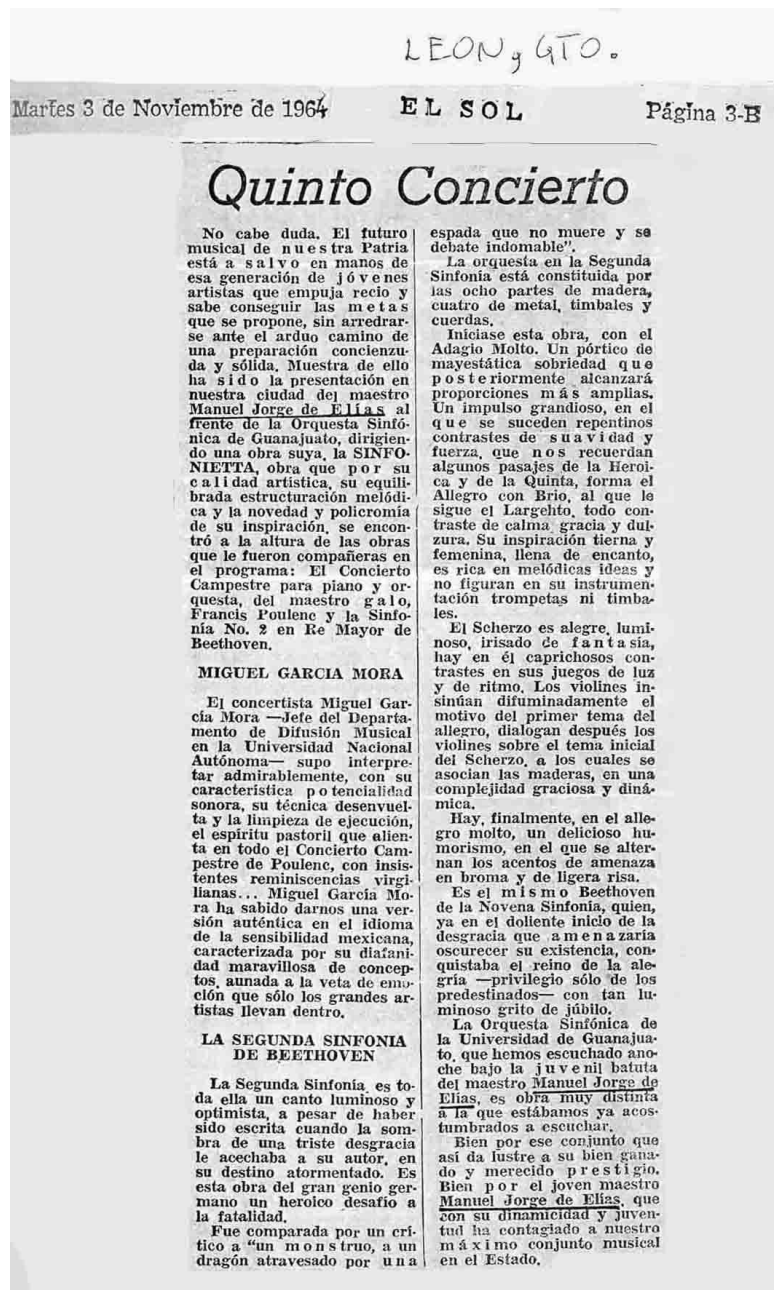 LEON, GTO.
Martes 3 de Noviembre de 1964
EL SOL
Página 3-B
Quinto Concierto
No cabe duda. El futuro
musical de nuestra Patria
está a salvo en manos de
esa generación de jóvenes
artistas que empuja recio y
sabe conseguir las metas
que se propone, sin arredrar-
se ante el arduo camino de
una preparación concienzu-
da y sólida. Muestra de ello
ha sido la presentación en
nuestra ciudad del maestro
Manuel Jorge de Elías al
frente de la Orquesta Sinfó-
nica de Guanajuato, dirigien-
do una obra suya, la SINFO-
NIETTA, obra que por su
calidad artística, su equili-
brada estructuración melódi-
ca y la novedad y policromía
de su inspiración, se encon-
tró a la altura de las obras
que le fueron compañeras en
el programa: El Concierto
Campestre para piano y or-
questa, del maestro galo,
Francis Poulenc y la Sinfo-
nía No. 2 en Re Mayor de
Beethoven.
MIGUEL GARCIA MORA
El concertista Miguel Gar-
cía Mora —Jefe del Departa-
mento de Difusión Musical
en la Universidad Nacional
Autónoma— supo interpre-
tar admirablemente, con su
característica potencialidad
sonora, su técnica desenvuel-
ta y la limpieza de ejecución,
el espíritu pastoril que alien-
ta en todo el Concierto Cam-
pestre de Poulenc, con insis-
tentes reminiscencias virgi-
lianas... Miguel García Mo-
ra ha sabido darnos una ver-
sión auténtica en el idioma
de la sensibilidad mexicana,
caracterizada por su diafani-
dad maravillosa de concep-
tos, aunada a la veta de emo-
ción que sólo los grandes ar-
tistas llevan dentro.
LA SEGUNDA SINFONIA
DE BEETHOVEN
La Segunda Sinfonía es to-
da ella un canto luminoso y
optimista, a pesar de haber
sido escrita cuando la som-
bra de una triste desgracia
le acechaba a su autor, en
su destino atormentado. Es
esta obra del gran genio ger-
mano un heroico desafío a
la fatalidad.
Fue comparada por un crí-
tico a "un monstruo, a un
dragón atravesado por una
espada que no muere y se
debate indomable".
La orquesta en la Segunda
Sinfonía está constituida por
las ocho partes de madera,
cuatro de metal, timbales y
cuerdas.
Iníciase esta obra, con el
Adagio Molto. Un pórtico de
mayestática sobriedad que
posteriormente alcanzará
proporciones más amplias.
Un impulso grandioso, en el
que se suceden repentinos
contrastes de suavidad y
fuerza, que nos recuerdan
algunos pasajes de la Heroi-
ca y de la Quinta, forma el
Allegro con Brio, al que le
sigue el Largehto, todo con-
traste de calma, gracia y dul-
zura. Su inspiración tierna y
femenina, llena de encanto,
es rica en melódicas ideas y
no figuran en su instrumen-
tación trompetas ni timba-
les.
El Scherzo es alegre, lumi-
noso, irisado de fantasía,
hay en él caprichosos con-
trastes en sus juegos de luz
y de ritmo. Los violines in-
sinúan difuminadamente el
motivo del primer tema del
allegro, dialogan después los
violines sobre el tema inicial
del Scherzo, a los cuales se
asocian las maderas, en una
complejidad graciosa y diná-
mica.
Hay, finalmente, en el alle-
gro molto, un delicioso hu-
morismo, en el que se alter-
nan los acentos de amenaza
en broma y de ligera risa.
Es el mismo Beethoven
de la Novena Sinfonía, quien,
ya en el doliente inicio de la
desgracia que amenazaría
oscurecer su existencia, con-
quistaba el reino de la ale-
gría —privilegio sólo de los
predestinados— con tan lu-
minoso grito de júbilo.
La Orquesta Sinfónica de
la Universidad de Guanajua-
to, que hemos escuchado ano-
che bajo la juvenil batuta
del maestro Manuel Jorge de
Elías, es obra muy distinta
a la que estábamos ya acos-
tumbrados a escuchar.
Bien por ese conjunto que
así da lustre a su bien gana-
do y merecido prestigio.
Bien por el joven maestro
Manuel Jorge de Elías, que
con su dinamicidad y juven-
tud ha contagiado a nuestro
máximo conjunto musical
en el Estado.